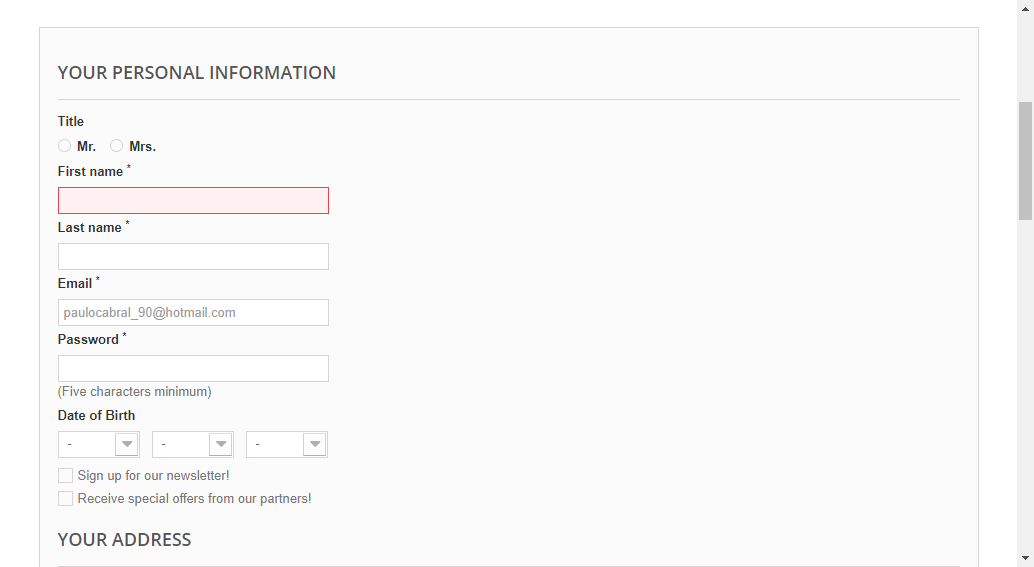 YOUR PERSONAL INFORMATION
Title
Mr. Mrs.
First name *
Last name *
Email *
paulocabral_90@hotmail.com
Password *
(Five characters minimum)
Date of Birth
- - -
Sign up for our newsletter!
Receive special offers from our partners!
YOUR ADDRESS